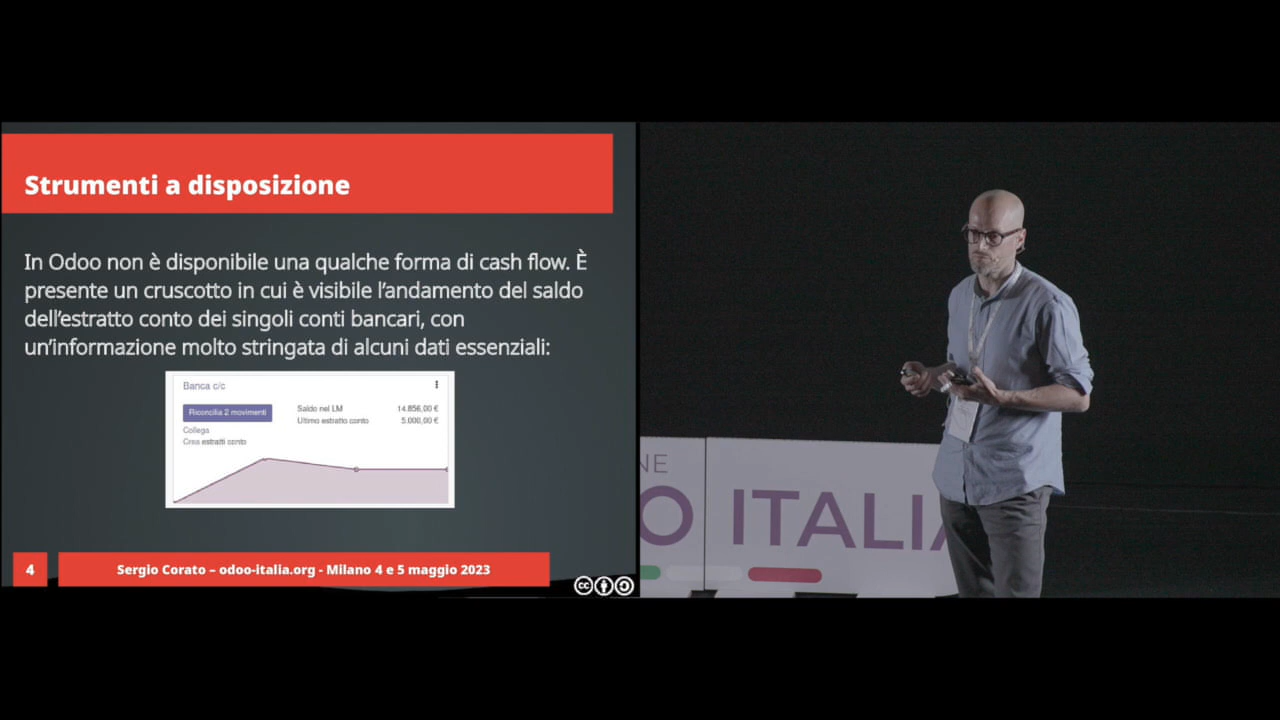 Strumenti a disposizione
In Odoo non è disponibile una qualche forma di cash flow. È
presente un cruscotto in cui è visibile l'andamento del saldo
dell'estratto conto dei singoli conti bancari, con
un'informazione molto stringata di alcuni dati essenziali:
Banca c/c
Riconcilia 2 movimenti
Saldo nel LM 14.856,00 €
Ultimo estratto conto 5.000,00 €
Collega
Crea estratti conto
4
Sergio Corato – odoo-italia.org - Milano 4 e 5 maggio 2023
cc
NE
O ITALIA